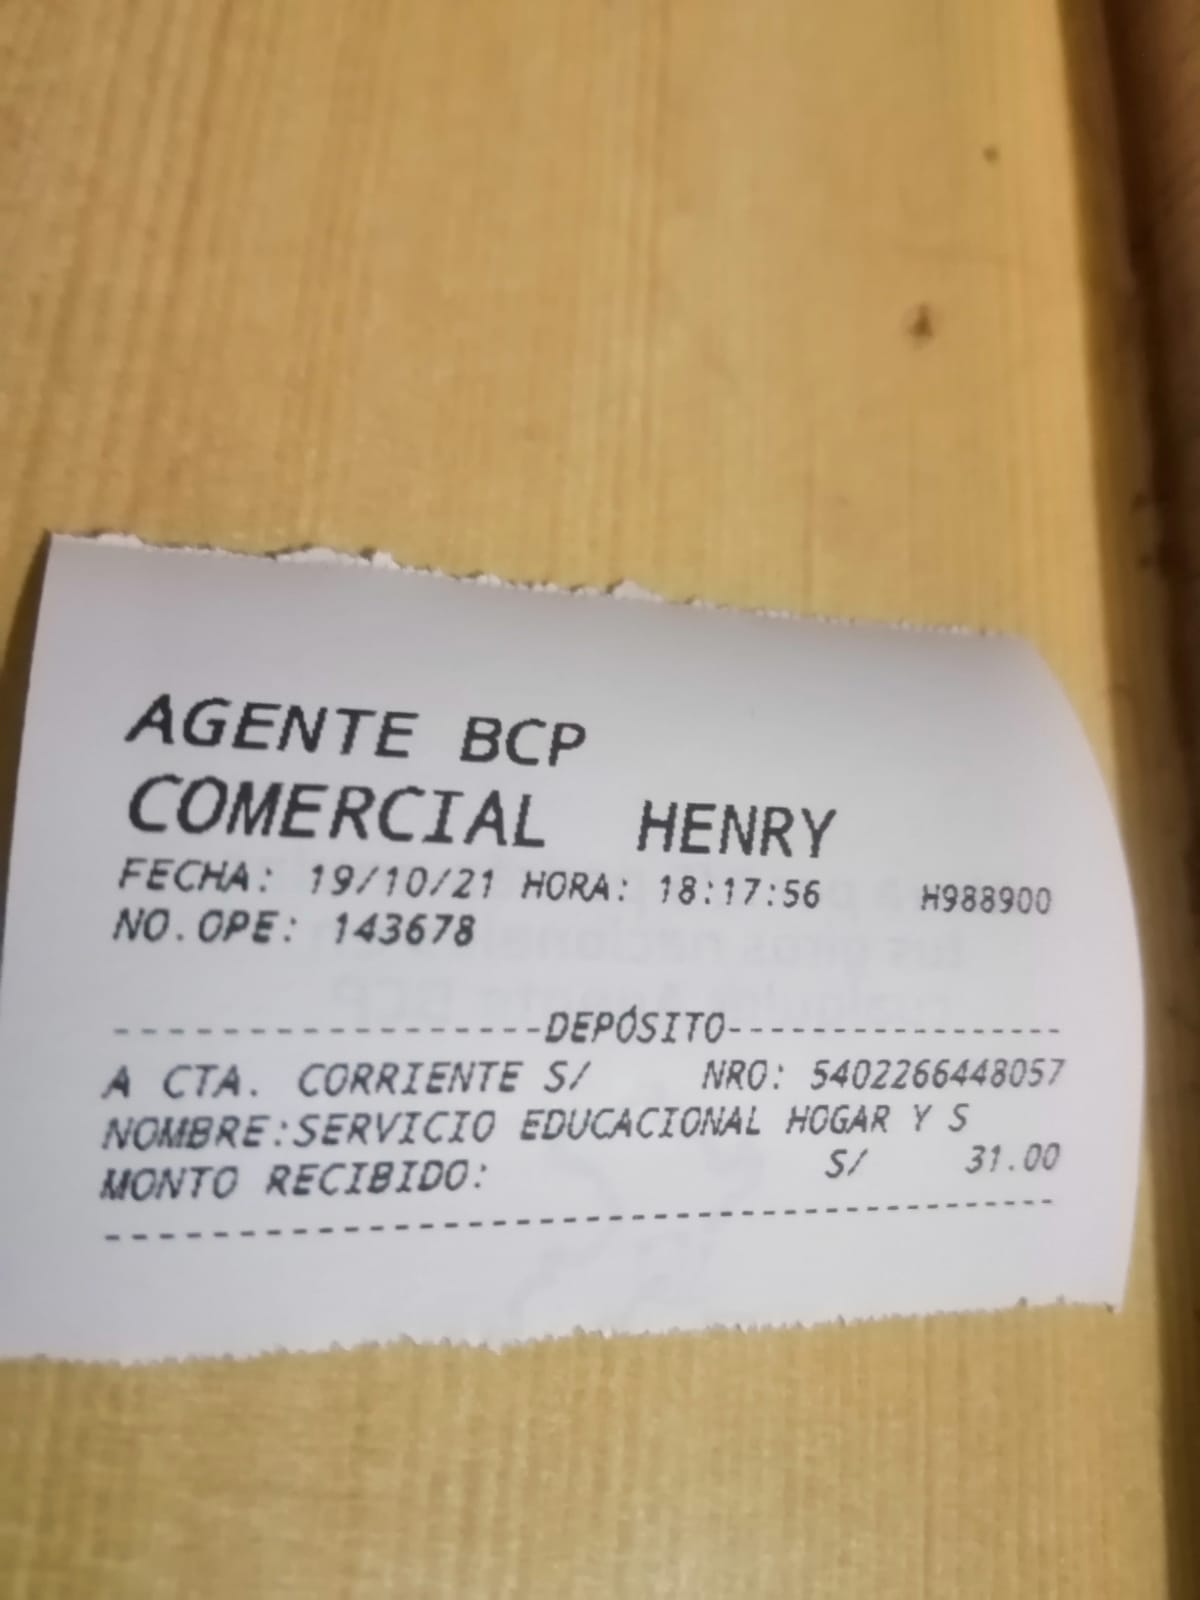 AGENTE BCP
COMERCIAL HENRY
FECHA: 19/10/21 HORA: 18:17:56 H988900
NO.OPE: 143678
-----------------DEPÓSITO-----------------
A CTA. CORRIENTE S/ NRO: 5402266448057
NOMBRE:SERVICIO EDUCACIONAL HOGAR Y S
MONTO RECIBIDO: S/ 31.00